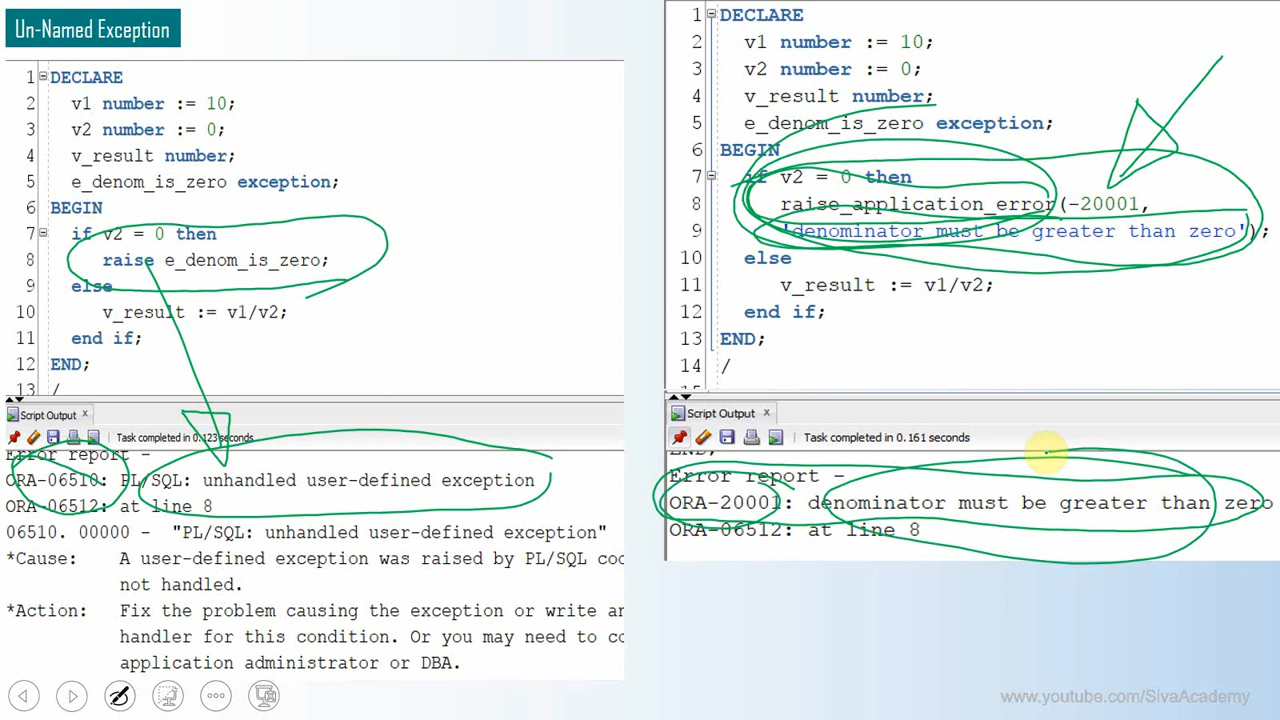 Un-Named Exception
1 DECLARE
2 v1 number := 10;
3 v2 number := 0;
4 v_result number;
5 e_denom_is_zero exception;
6 BEGIN
7 if v2 = 0 then
8 raise e_denom_is_zero;
9 else
10 v_result := v1/v2;
11 end if;
12 END;
13 /
Script Output x
Task completed in 0.123 seconds
Error report -
ORA-06510: PL/SQL: unhandled user-defined exception
ORA-06512: at line 8
06510. 00000 - "PL/SQL: unhandled user-defined exception"
*Cause: A user-defined exception was raised by PL/SQL co
not handled.
*Action: Fix the problem causing the exception or write a
handler for this condition. Or you may need to co
application administrator or DBA.
1 DECLARE
2 v1 number := 10;
3 v2 number := 0;
4 v_result number;
5 e_denom_is_zero exception;
6 BEGIN
7 if v2 = 0 then
8 raise_application_error(-20001,
9 'denominator must be greater than zero');
10 else
11 v_result := v1/v2;
12 end if;
13 END;
14 /
Script Output x
Task completed in 0.161 seconds
END;
Error report -
ORA-20001: denominator must be greater than zero
ORA-06512: at line 8
www.youtube.com/SivaAcademy